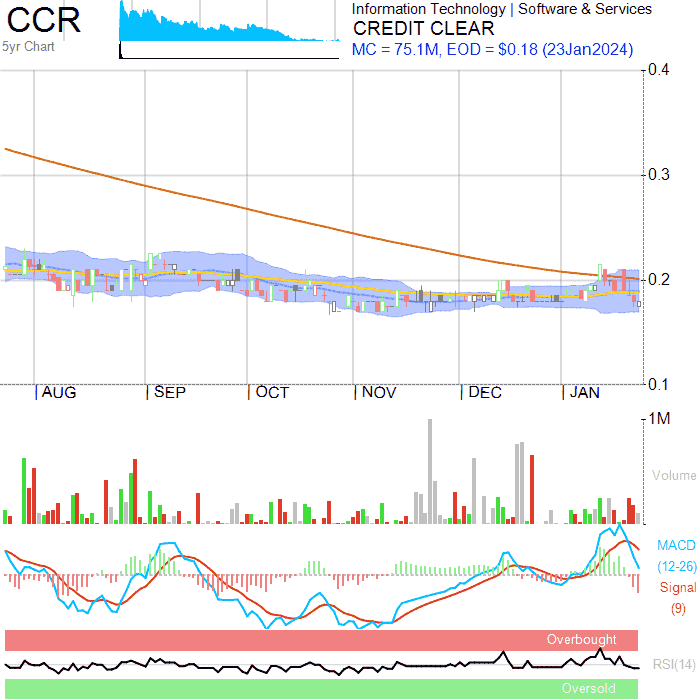 CCR
5yr Chart
Information Technology | Software & Services
CREDIT CLEAR
MC = 75.1M, EOD = $0.18 (23Jan2024)
0.4
0.3
0.2
0.1
AUG SEP OCT NOV DEC JAN
1M
Volume
MACD
(12-26)
Signal
(9)
Overbought
RSI(14)
Oversold